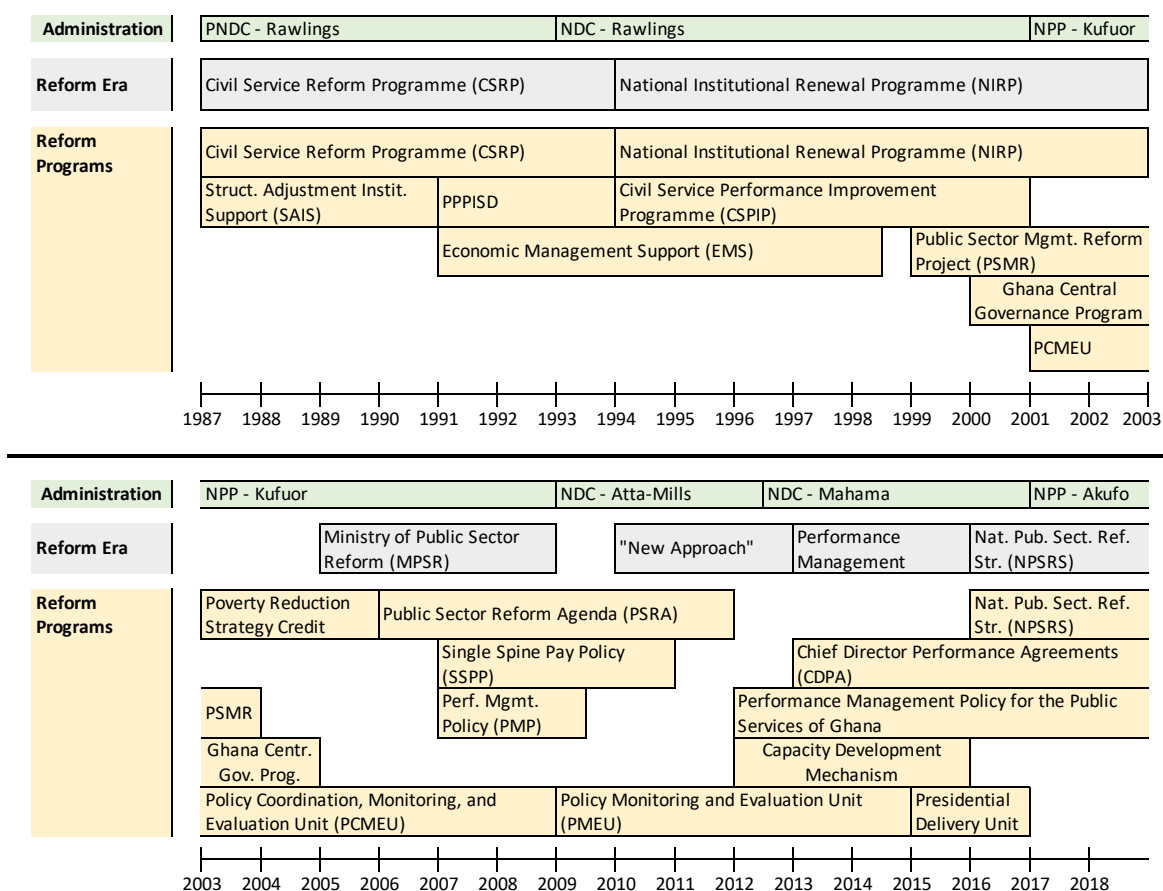 Administration
PNDC - Rawlings
NDC - Rawlings
NPP - Kufuor
Reform Era
Civil Service Reform Programme (CSRP)
National Institutional Renewal Programme (NIRP)
Reform
Programs
Civil Service Reform Programme (CSRP)
National Institutional Renewal Programme (NIRP)
Struct. Adjustment Instit.
Support (SAIS)
PPPISD
Civil Service Performance Improvement
Programme (CSPIP)
Economic Management Support (EMS)
Public Sector Mgmt. Reform
Project (PSMR)
Ghana Central
Governance Program
PCMEU
1987 1988 1989 1990 1991 1992 1993 1994 1995 1996 1997 1998 1999 2000 2001 2002 2003
Administration
NPP - Kufuor
NDC - Atta-Mills
NDC - Mahama
NPP - Akufo
Reform Era
Ministry of Public Sector
Reform (MPSR)
"New Approach"
Performance
Management
Nat. Pub. Sect. Ref.
Str. (NPSRS)
Reform
Programs
Poverty Reduction
Strategy Credit
Public Sector Reform Agenda (PSRA)
Nat. Pub. Sect. Ref.
Str. (NPSRS)
Single Spine Pay Policy
(SSPP)
Chief Director Performance Agreements
(CDPA)
PSMR
Perf. Mgmt.
Policy (PMP)
Performance Management Policy for the Public
Services of Ghana
Ghana Centr.
Gov. Prog.
Capacity Development
Mechanism
Policy Coordination, Monitoring, and
Evaluation Unit (PCMEU)
Policy Monitoring and Evaluation Unit
(PMEU)
Presidential
Delivery Unit
2003 2004 2005 2006 2007 2008 2009 2010 2011 2012 2013 2014 2015 2016 2017 2018